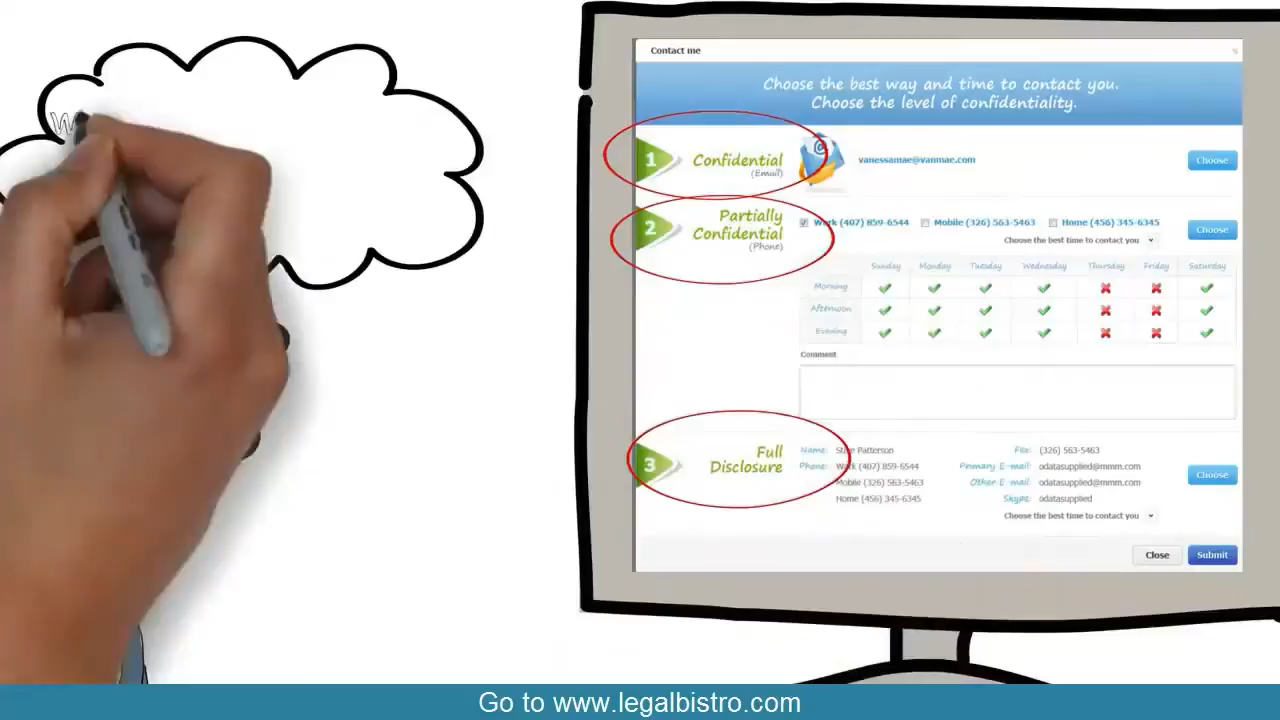 W
Contact me
Choose the best way and time to contact you.
Choose the level of confidentiality.
1 Confidential
(Email)
vanessamae@vanmae.com
Choose
2 Partially
Confidential
(Phone)
Work (407) 859-6544 Mobile (326) 563-5463 Home (456) 345-6345
Choose the best time to contact you
Choose
Sunday Monday Tuesday Wednesday Thursday Friday Saturday
Morning
Afternoon
Evening
Comment
3 Full
Disclosure
Name: Patterson
Phone: Work (407) 859-6544
Mobile (326) 563-5463
Home (456) 345-6345
Fax: (326) 563-5463
Primary E-mail: odatasupplied@mmm.com
Other E-mail: odatasupplied@mmm.com
Skype: odatasupplied
Choose the best time to contact you
Choose
Close Submit
Go to www.legalbistro.com